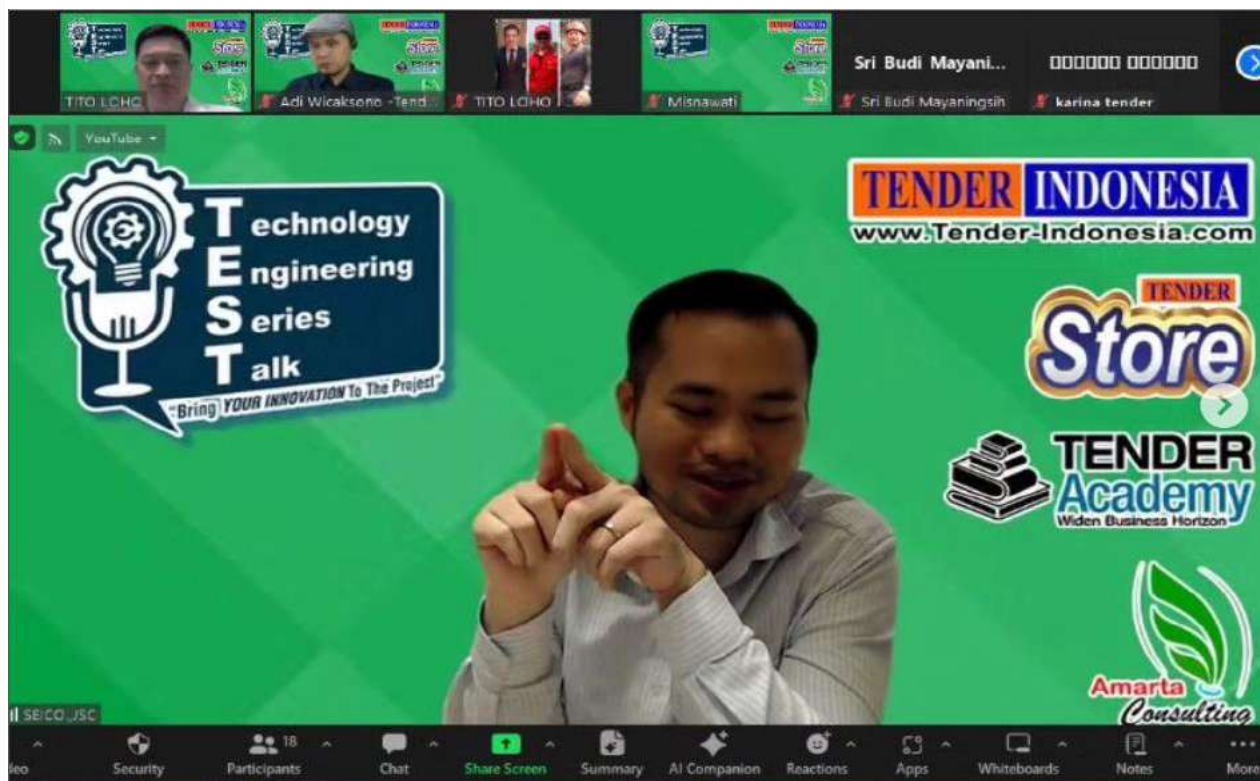 TITO LOHO
Adi Wicaksono -Tend...
TITO LOHO
Misnawati
Sri Budi Mayani...
Sri Budi Mayaningsih
karina tender
YouTube
Technology
Engineering
Series
Talk
"Bring YOUR INNOVATION To The Project"
TENDER INDONESIA
www.Tender-Indonesia.com
TENDER
Store
TENDER
Academy
Widen Business Horizon
Amarta
Consulting
SEICO_JSC
Security
Participants
18
Chat
Share Screen
Summary
AI Companion
Reactions
Apps
Whiteboards
Notes